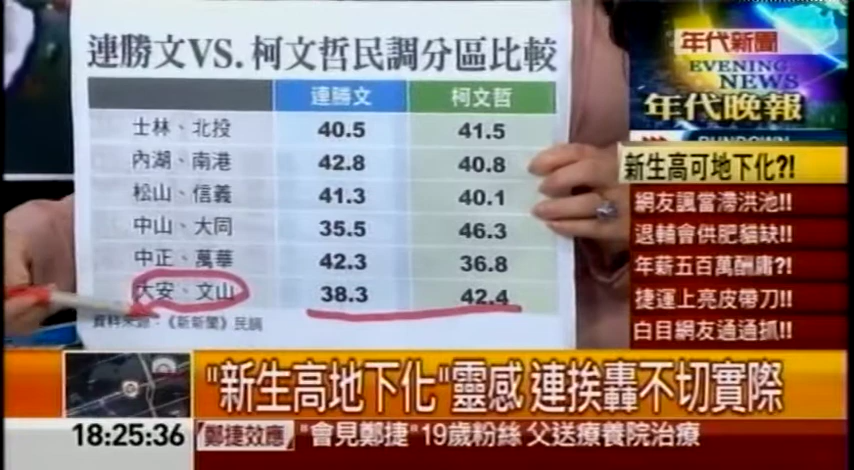 連勝文VS.柯文哲民調分區比較
連勝文 柯文哲
士林、北投 40.5 41.5
內湖、南港 42.8 40.8
松山、信義 41.3 40.1
中山、大同 35.5 46.3
中正、萬華 42.3 36.8
大安、文山 38.3 42.4
資料來源：《新新聞》民調
年代新聞
EVENING
NEWS
年代晚報
RUNDOWN
新生高可地下化?!
網友諷當滯洪池!!
退輔會供肥貓缺!!
年薪五百萬酬庸?!
捷運上亮皮帶刀!!
白目網友通通抓!!
"新生高地下化"靈感 連挨轟不切實際
18:25:36 鄭捷效應 "會見鄭捷"19歲粉絲 父送療養院治療